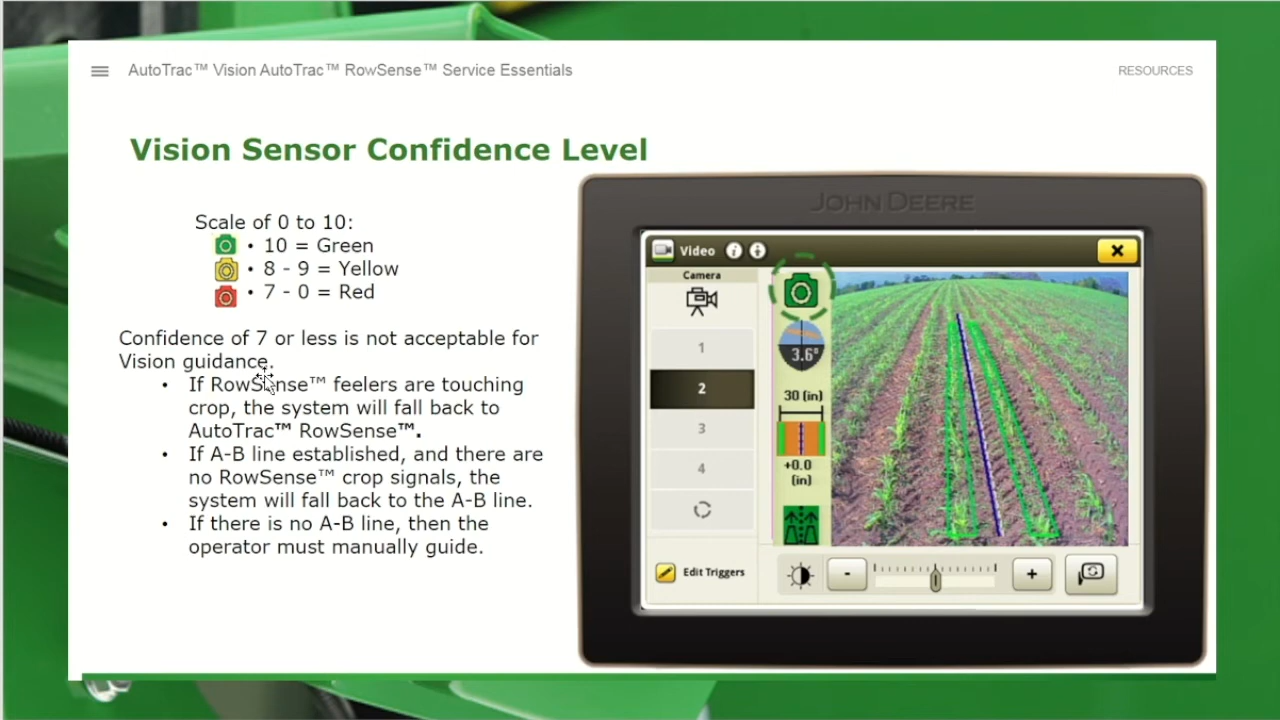 AutoTrac™ Vision AutoTrac™ RowSense™ Service Essentials
RESOURCES
Vision Sensor Confidence Level
Scale of 0 to 10:
• 10 = Green
• 8 - 9 = Yellow
• 7 - 0 = Red
Confidence of 7 or less is not acceptable for
Vision guidance.
• If RowSense™ feelers are touching
crop, the system will fall back to
AutoTrac™ RowSense™.
• If A-B line established, and there are
no RowSense™ crop signals, the
system will fall back to the A-B line.
• If there is no A-B line, then the
operator must manually guide.
JOHN DEERE
Video
Camera
1
2
3
4
Edit Triggers
3.6°
30 (in)
+0.0
(in)
-
+